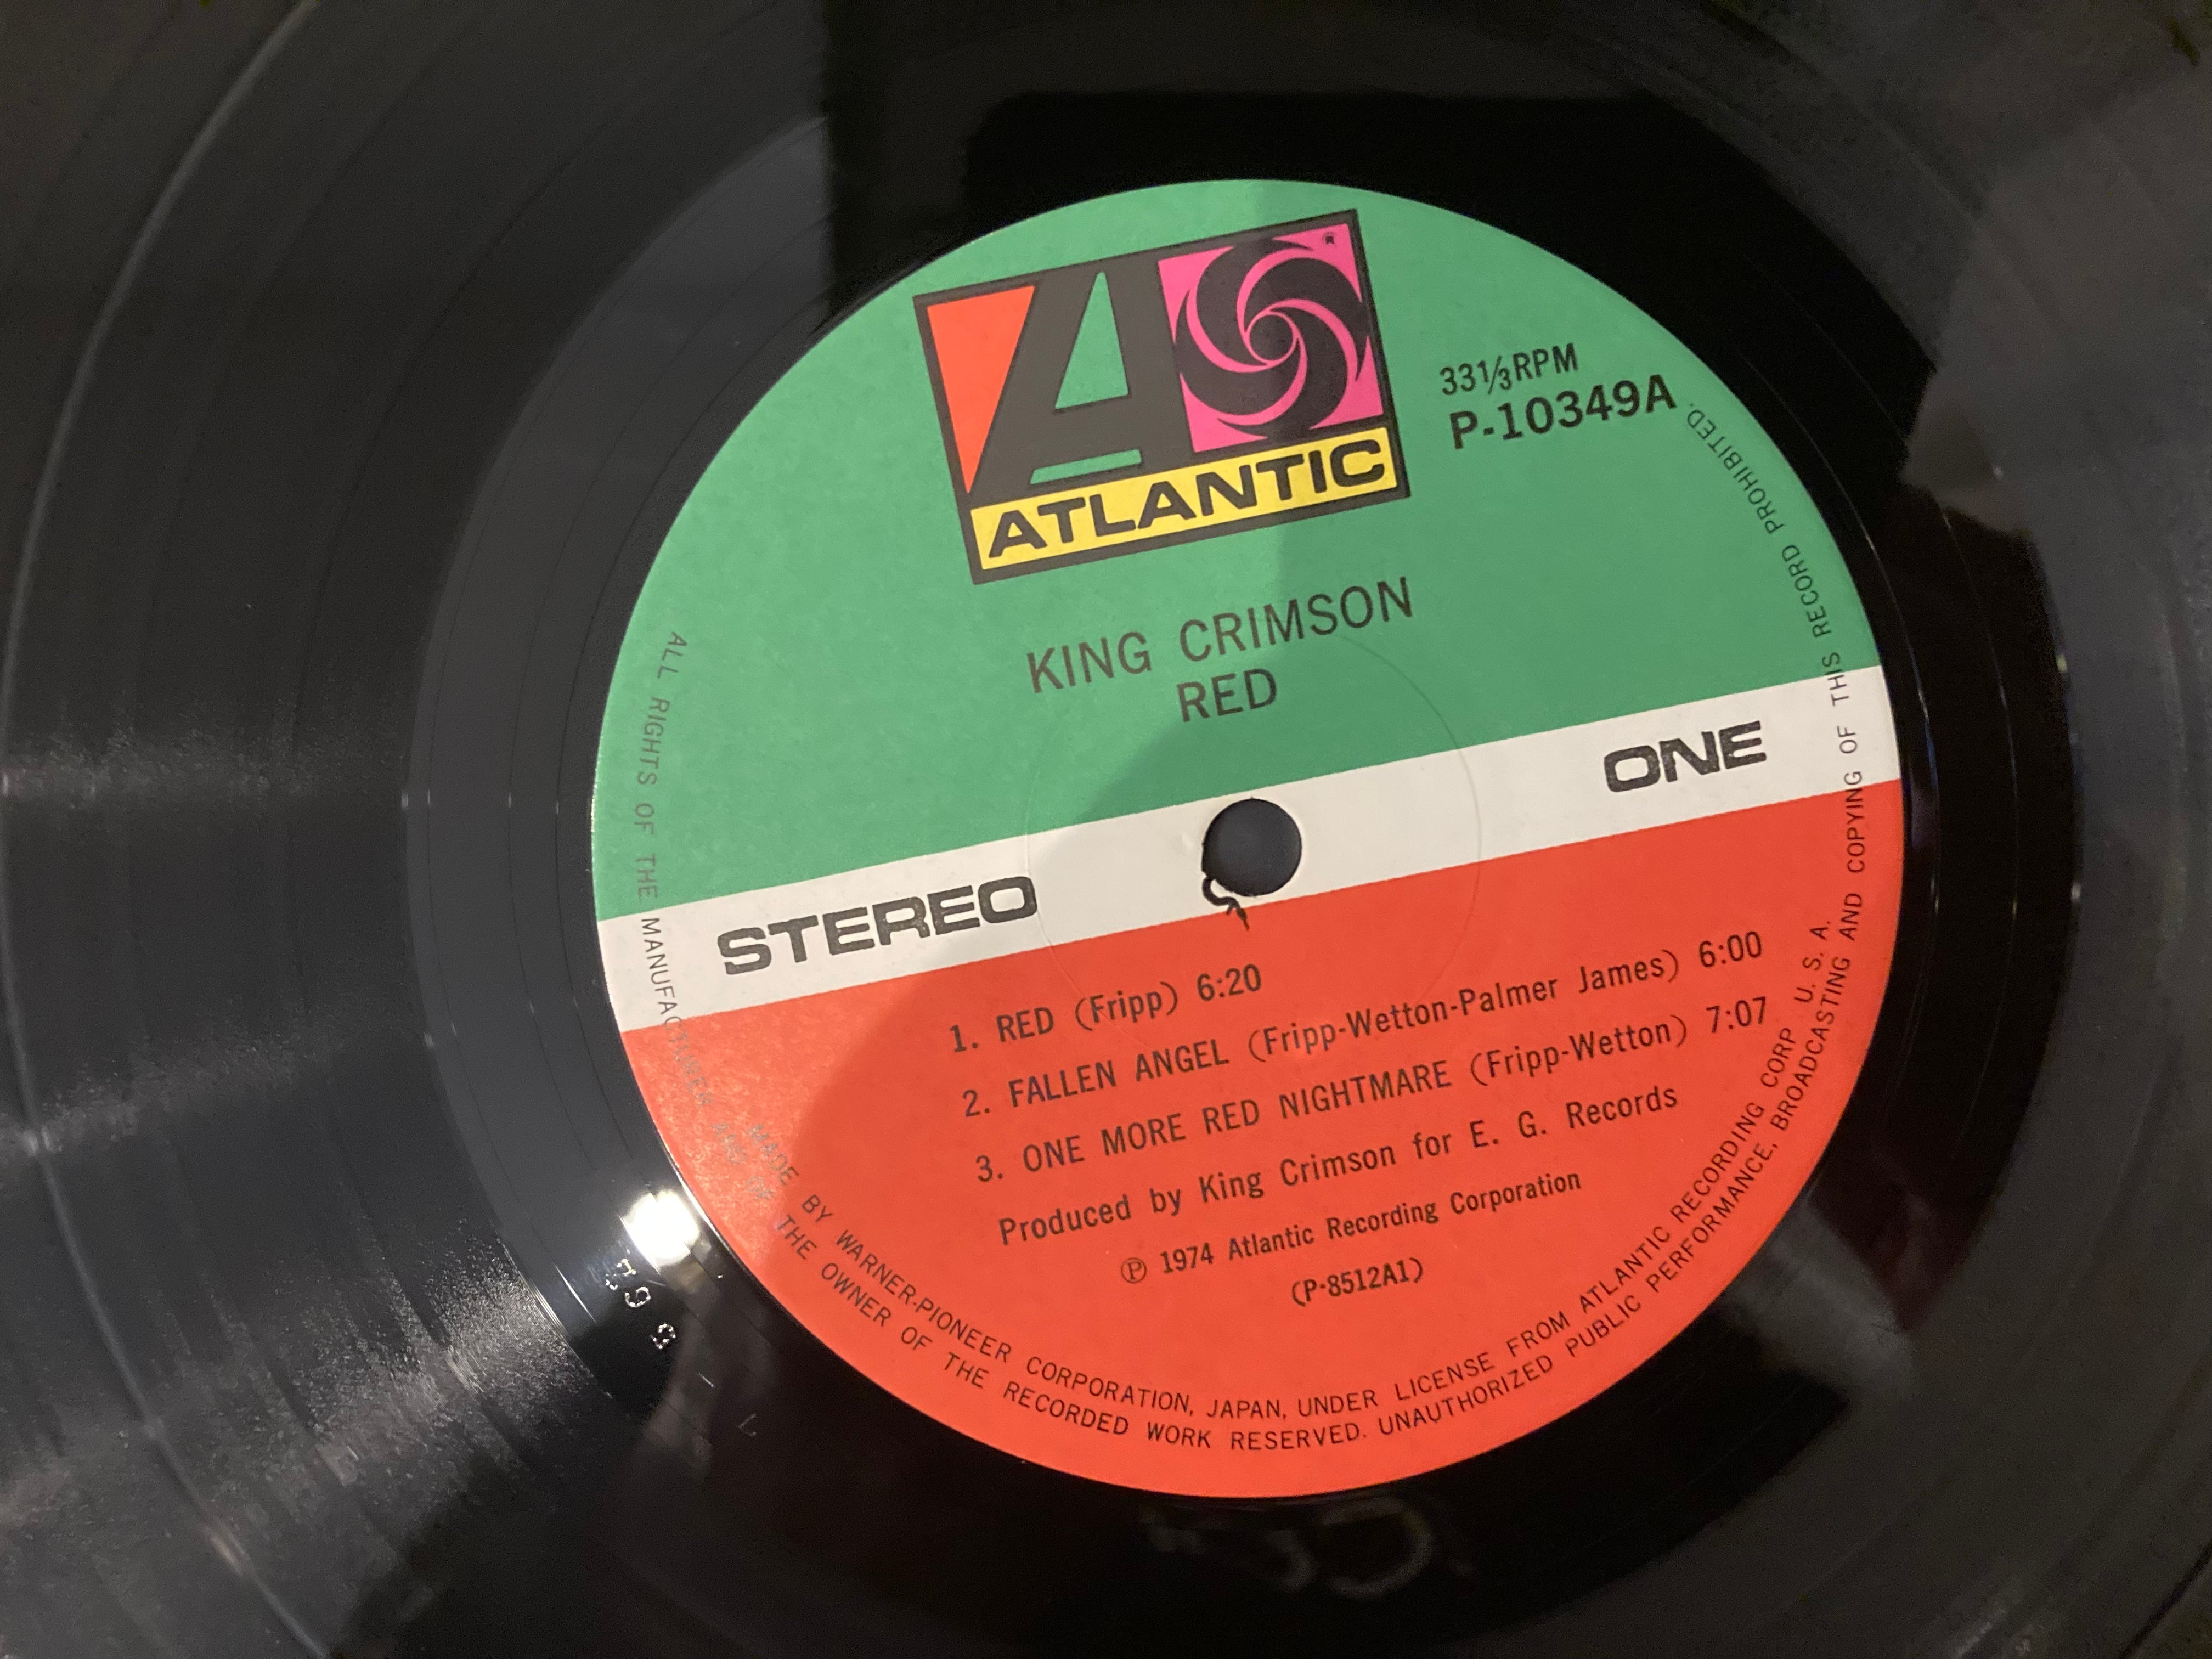 ATLANTIC
33⅓RPM
P-10349A
KING CRIMSON
RED
STEREO
ONE
1. RED (Fripp) 6:20
2. FALLEN ANGEL (Fripp-Wetton-Palmer James) 6:00
3. ONE MORE RED NIGHTMARE (Fripp-Wetton) 7:07
Produced by King Crimson for E. G. Records
Ⓟ 1974 Atlantic Recording Corporation
(P-8512A1)
MADE BY WARNER-PIONEER CORPORATION, JAPAN, UNDER LICENSE FROM ATLANTIC RECORDING CORP U. S. A.
ALL RIGHTS OF THE MANUFACTURER AND OF THE OWNER OF THE RECORDED WORK RESERVED. UNAUTHORIZED PUBLIC PERFORMANCE, BROADCASTING AND COPYING OF THIS RECORD PROHIBITED.